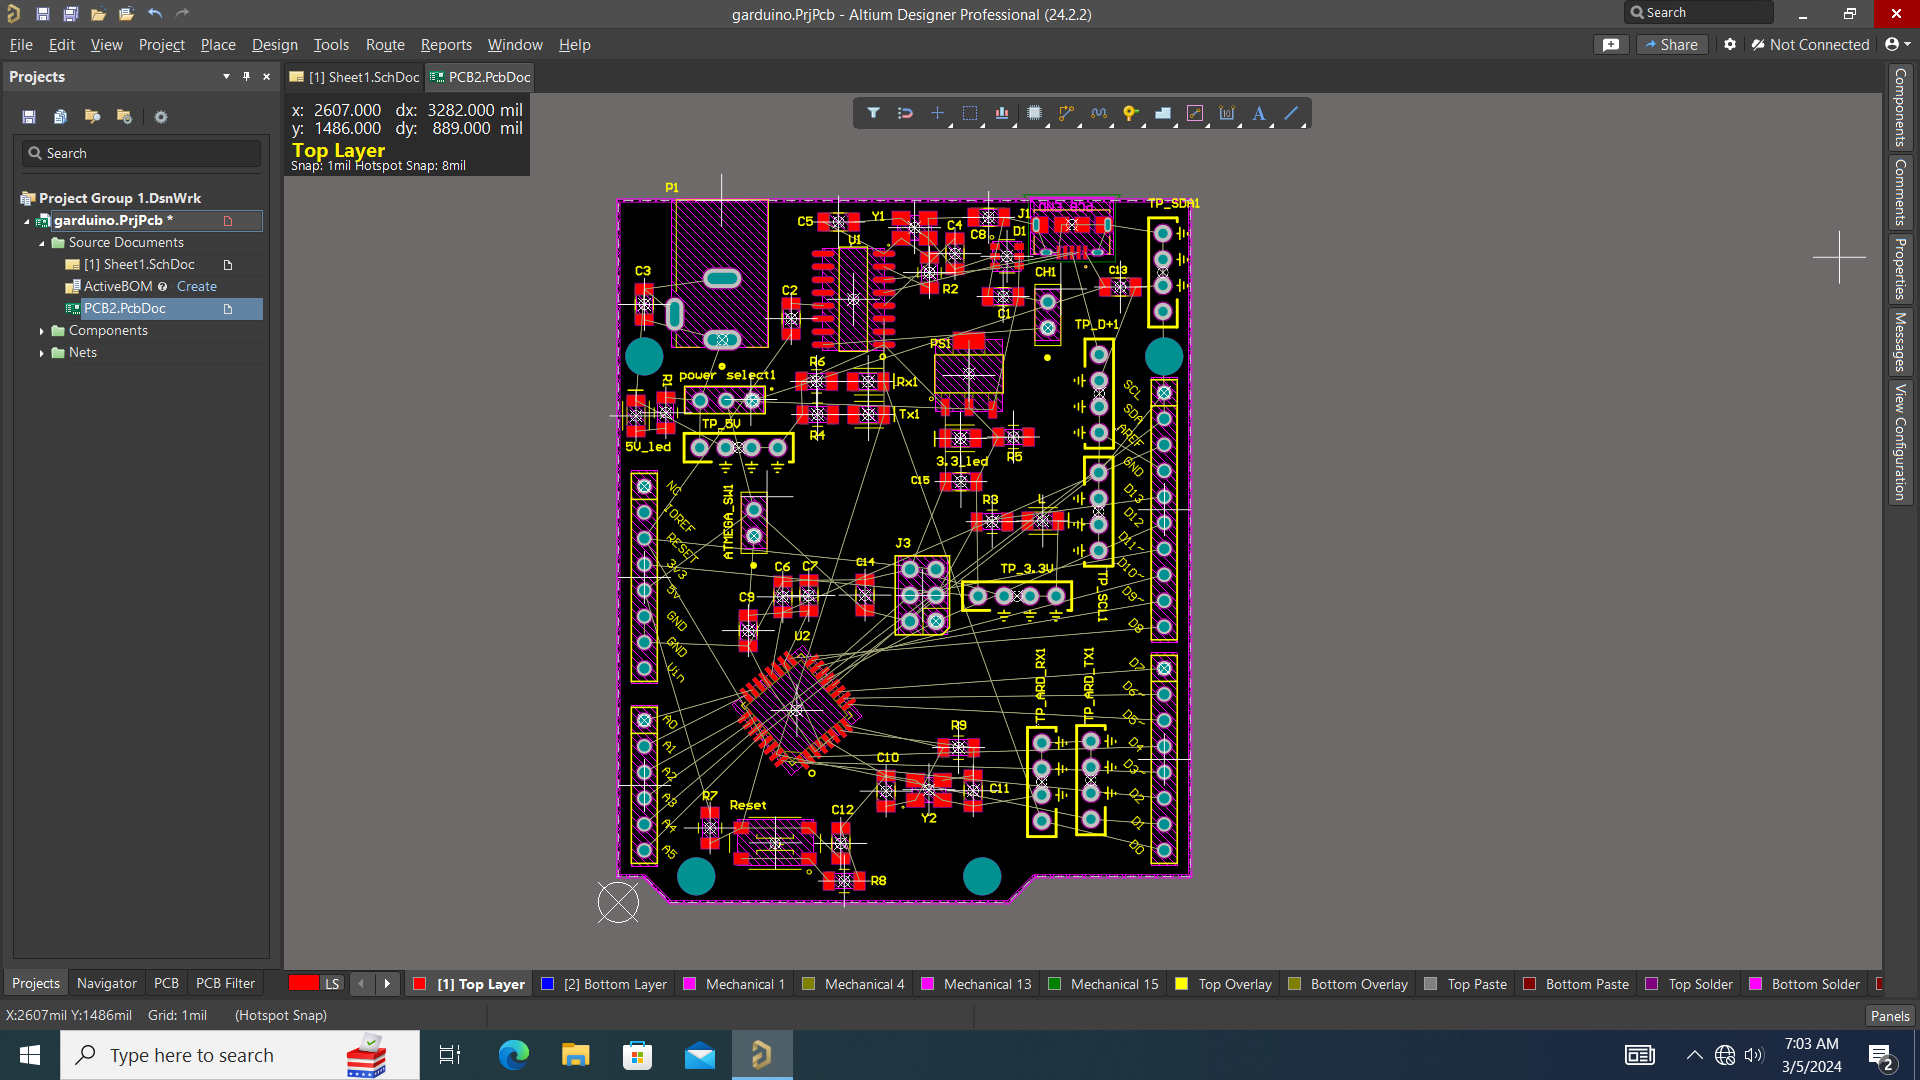 garduino.PrjPcb - Altium Designer Professional (24.2.2)
Search
File Edit View Project Place Design Tools Route Reports Window Help
Share
Not Connected
Projects
[1] Sheet1.SchDoc
PCB2.PcbDoc
x: 2607.000 dx: 3282.000 mil
y: 1486.000 dy: 889.000 mil
Top Layer
Snap: 1mil Hotspot Snap: 8mil
Search
Project Group 1.DsnWrk
garduino.PrjPcb *
Source Documents
[1] Sheet1.SchDoc
ActiveBOM
Create
PCB2.PcbDoc
Components
Nets
Components
Comments
Properties
Messages
View Configuration
P1
C5
Y1
C8
J1
TP_SDA1
U1
C4
D1
C3
C2
R2
C1
CH1
C13
TP_D+1
PS1
R6
Rx1
R1
power select1
Tx1
R4
TP_5V
5V_led
3.3_led
R5
C15
SCL
SDA
AREF
GND
D13
D12
D11~
D10~
D9~
D8
NC
IOREF
RESET
3v3
5v
GND
GND
Vin
ATMEGA_SW1
R3
L
J3
C6
C7
C14
TP_3.3V
TP_SCL1
C9
U2
TP_ARD_RX1
TP_ARD_TX1
D7
D6~
D5~
D4
D3~
D2
D1
D0
A0
A1
A2
A3
A4
A5
R9
C10
C11
Y2
R7
Reset
C12
R8
Projects Navigator PCB PCB Filter
LS
[1] Top Layer
[2] Bottom Layer
Mechanical 1
Mechanical 4
Mechanical 13
Mechanical 15
Top Overlay
Bottom Overlay
Top Paste
Bottom Paste
Top Solder
Bottom Solder
X:2607mil Y:1486mil Grid: 1mil (Hotspot Snap)
Panels
Type here to search
7:03 AM
3/5/2024
2